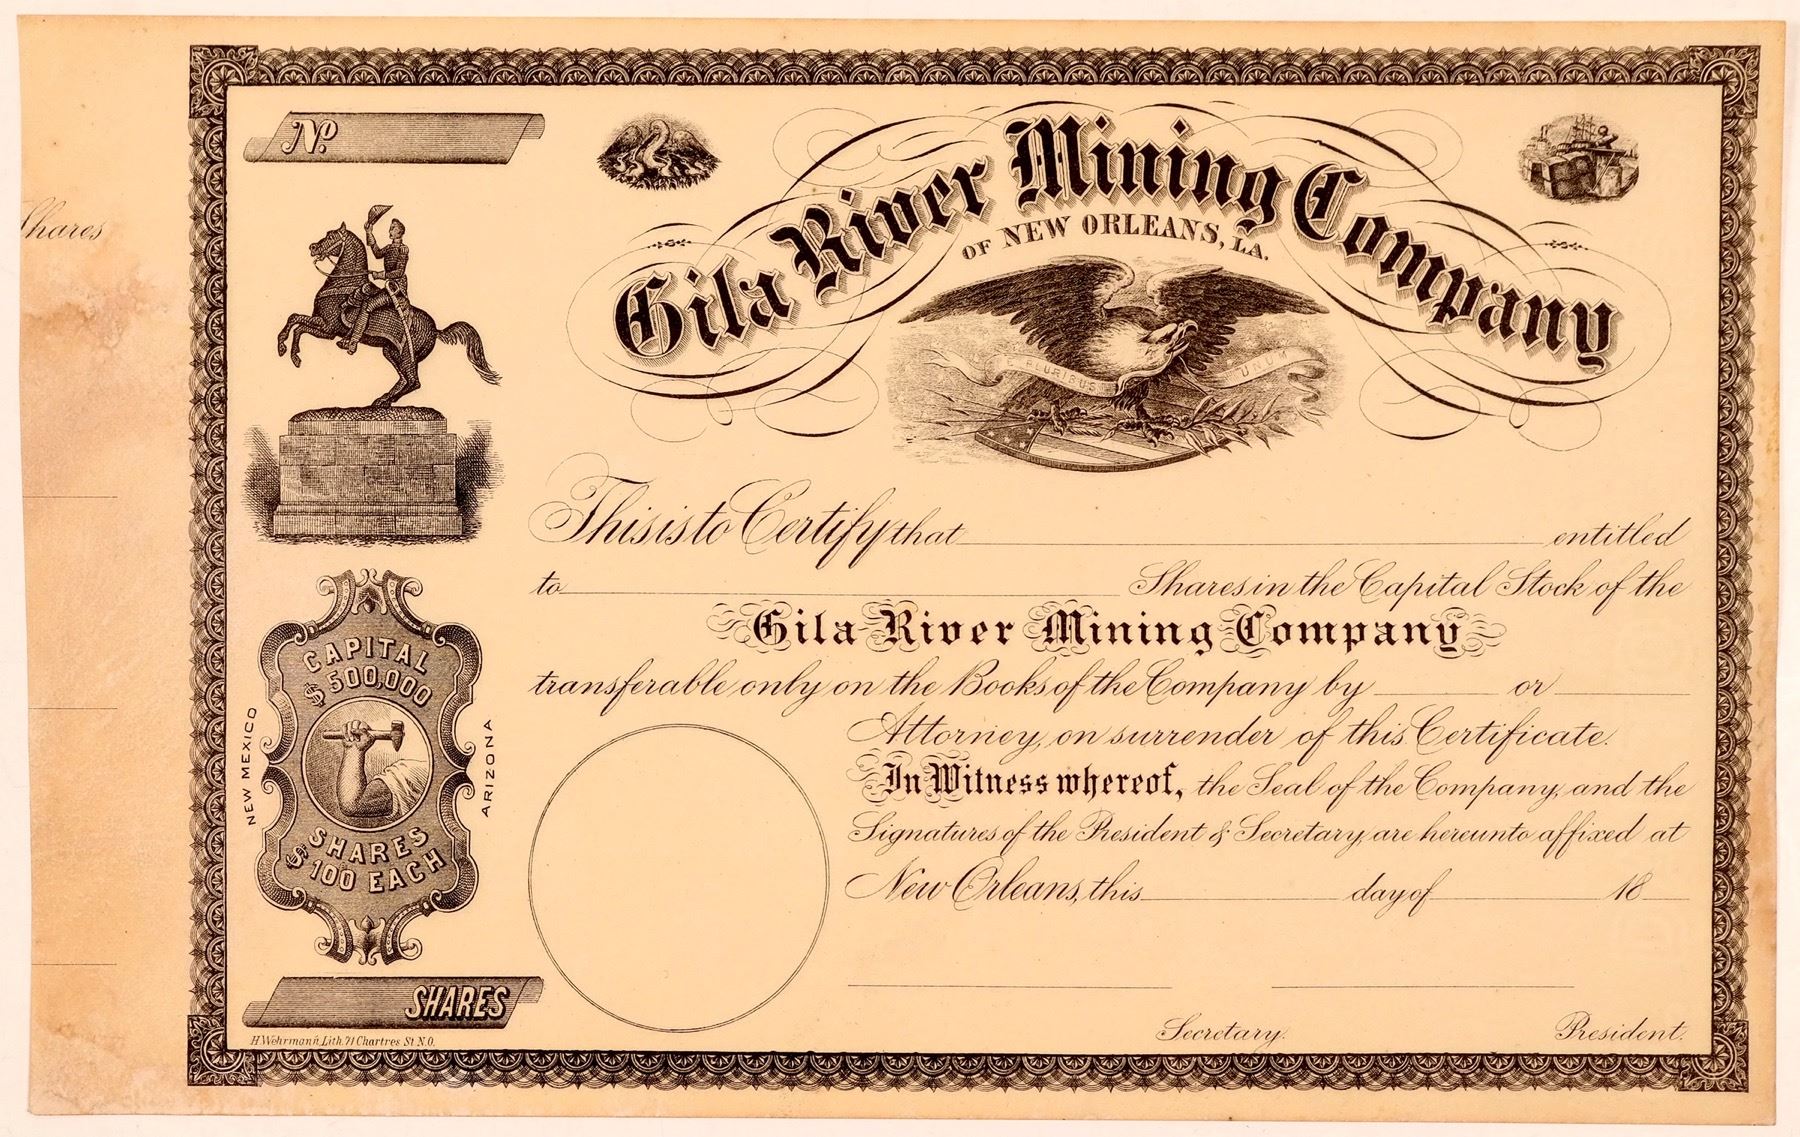 No.
Shares
Gila River Mining Company
OF NEW ORLEANS, LA.
E PLURIBUS UNUM
This is to Certify that entitled
to Shares in the Capital Stock of the
Gila River Mining Company
transferable only on the Books of the Company by or
Attorney, on surrender of this Certificate.
In Witness whereof, the Seal of the Company, and the
Signatures of the President & Secretary, are hereunto affixed at
New Orleans, this day of 18
Secretary. President.
CAPITAL
$500,000
NEW MEXICO
ARIZONA
SHARES
$100 EACH
SHARES
H. Wehrmann, Lith. 71 Chartres St. N.O.